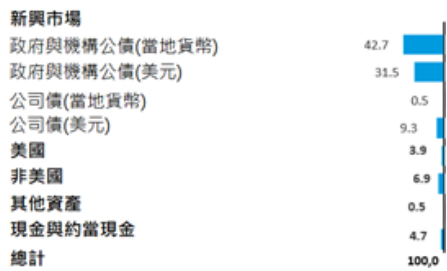 新興市場
政府與機構公債(當地貨幣) 42.7
政府與機構公債(美元) 31.5
公司債(當地貨幣) 0.5
公司債(美元) 9.3
美國 3.9
非美國 6.9
其他資產 0.5
現金與約當現金 4.7
總計 100,0